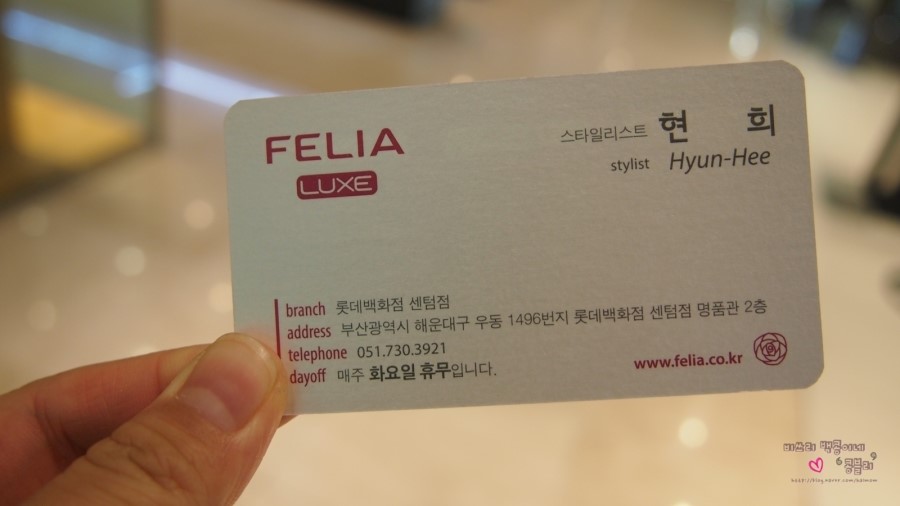 FELIA
LUXE
스타일리스트 현 희
stylist Hyun-Hee
branch 롯데백화점 센텀점
address 부산광역시 해운대구 우동 1496번지 롯데백화점 센텀점 명품관 2층
telephone 051.730.3921
dayoff 매주 화요일 휴무입니다.
www.felia.co.kr